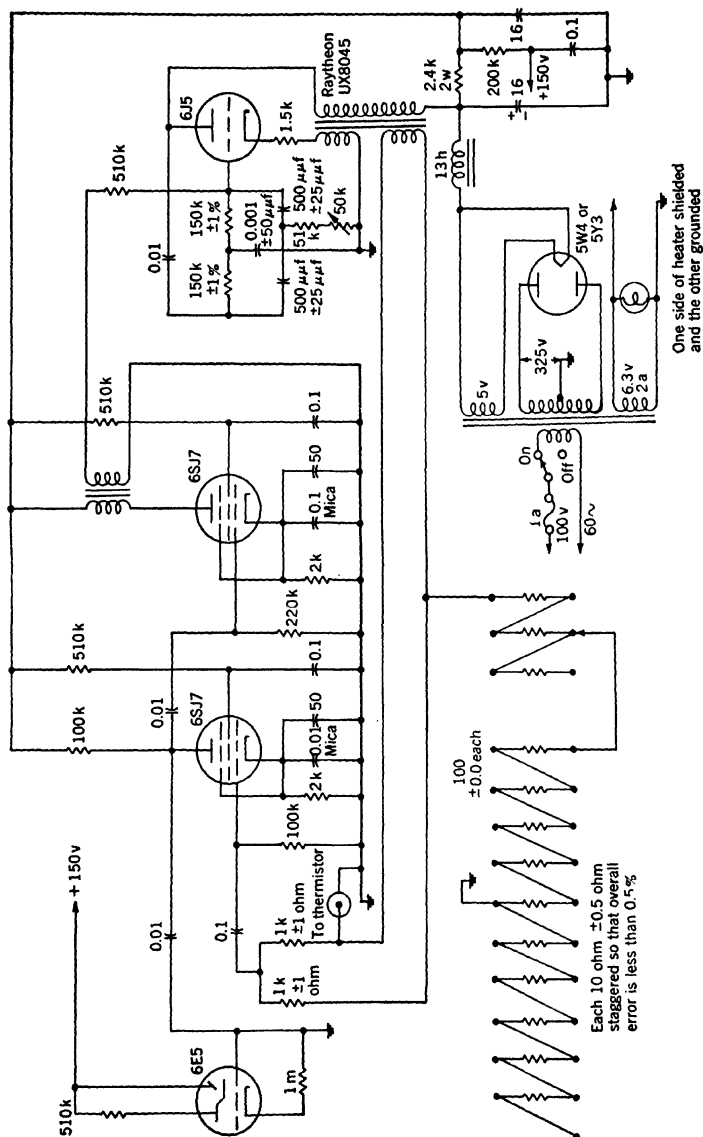 16
0.1
2.4k
2w
200k
16
+150v
+
−
Raytheon
UX8045
6J5
1.5k
510k
0.01
150k
±1%
150k
±1%
0.001
±50μμf
500 μμf
±25μμf
51
k
50k
500μμf
±25μμf
13h
5W4 or
5Y3
5v
325v
6.3v
2a
One side of heater shielded
and the other grounded
On
Off
1a
100v
60~
510k
6SJ7
0.1
50
0.1
Mica
2k
220k
510k
100k
0.01
6SJ7
0.1
50
0.01
Mica
2k
100k
0.01
0.1
1k
±1 ohm
To thermistor
1k
±1
ohm
+150v
6E5
510k
1m
100
±0.0 each
Each 10 ohm ±0.5 ohm
staggered so that overall
error is less than 0.5%